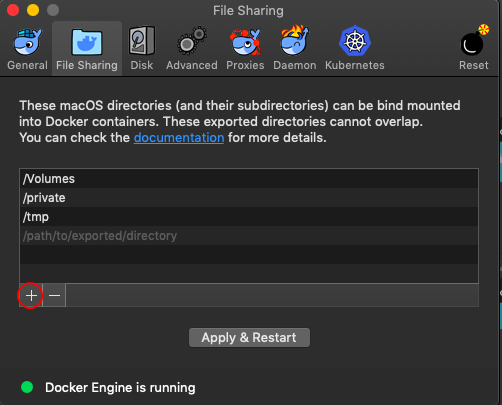 File Sharing
General File Sharing Disk Advanced Proxies Daemon Kubernetes Reset
These macOS directories (and their subdirectories) can be bind mounted
into Docker containers. These exported directories cannot overlap.
You can check the documentation for more details.
/Volumes
/private
/tmp
/path/to/exported/directory
+ −
Apply & Restart
Docker Engine is running